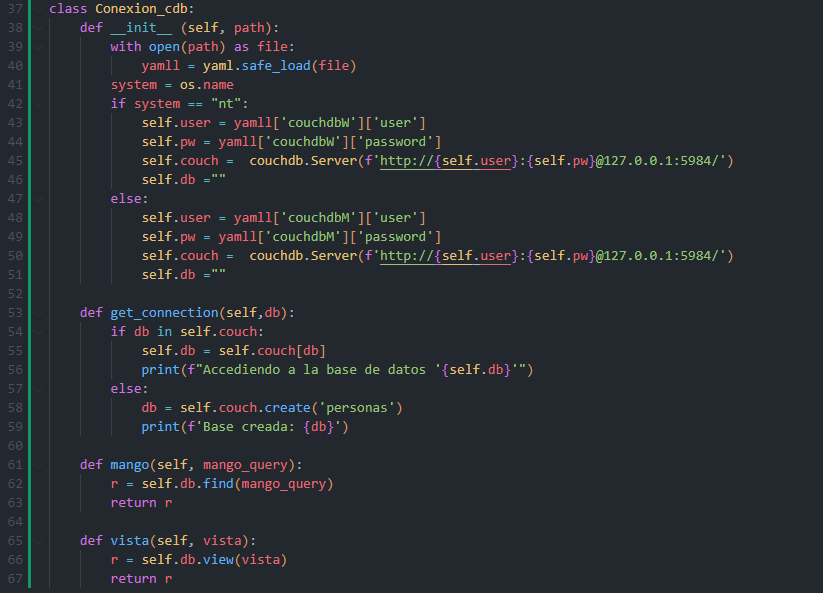 37 class Conexion_cdb:
38     def __init__ (self, path):
39         with open(path) as file:
40             yamll = yaml.safe_load(file)
41         system = os.name
42         if system == "nt":
43             self.user = yamll['couchdbW']['user']
44             self.pw = yamll['couchdbW']['password']
45             self.couch =  couchdb.Server(f'http://{self.user}:{self.pw}@127.0.0.1:5984/')
46             self.db =""
47         else:
48             self.user = yamll['couchdbM']['user']
49             self.pw = yamll['couchdbM']['password']
50             self.couch =  couchdb.Server(f'http://{self.user}:{self.pw}@127.0.0.1:5984/')
51             self.db =""
52
53     def get_connection(self,db):
54         if db in self.couch:
55             self.db = self.couch[db]
56             print(f"Accediendo a la base de datos '{self.db}'")
57         else:
58             db = self.couch.create('personas')
59             print(f'Base creada: {db}')
60
61     def mango(self, mango_query):
62         r = self.db.find(mango_query)
63         return r
64
65     def vista(self, vista):
66         r = self.db.view(vista)
67         return r